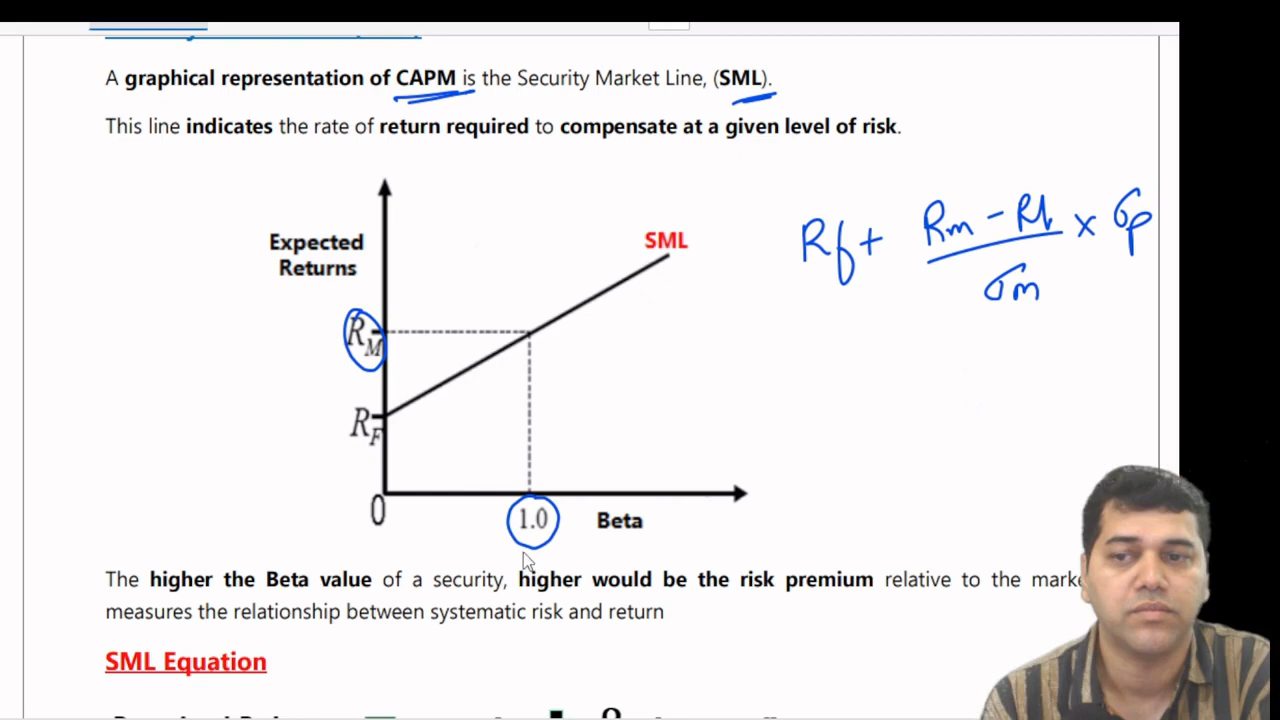 A graphical representation of CAPM is the Security Market Line, (SML).
This line indicates the rate of return required to compensate at a given level of risk.
Expected
Returns
SML
R_M
R_F
0
1.0
Beta
Rf + (Rm - Rf) / σm × σp
The higher the Beta value of a security, higher would be the risk premium relative to the
measures the relationship between systematic risk and return
SML Equation